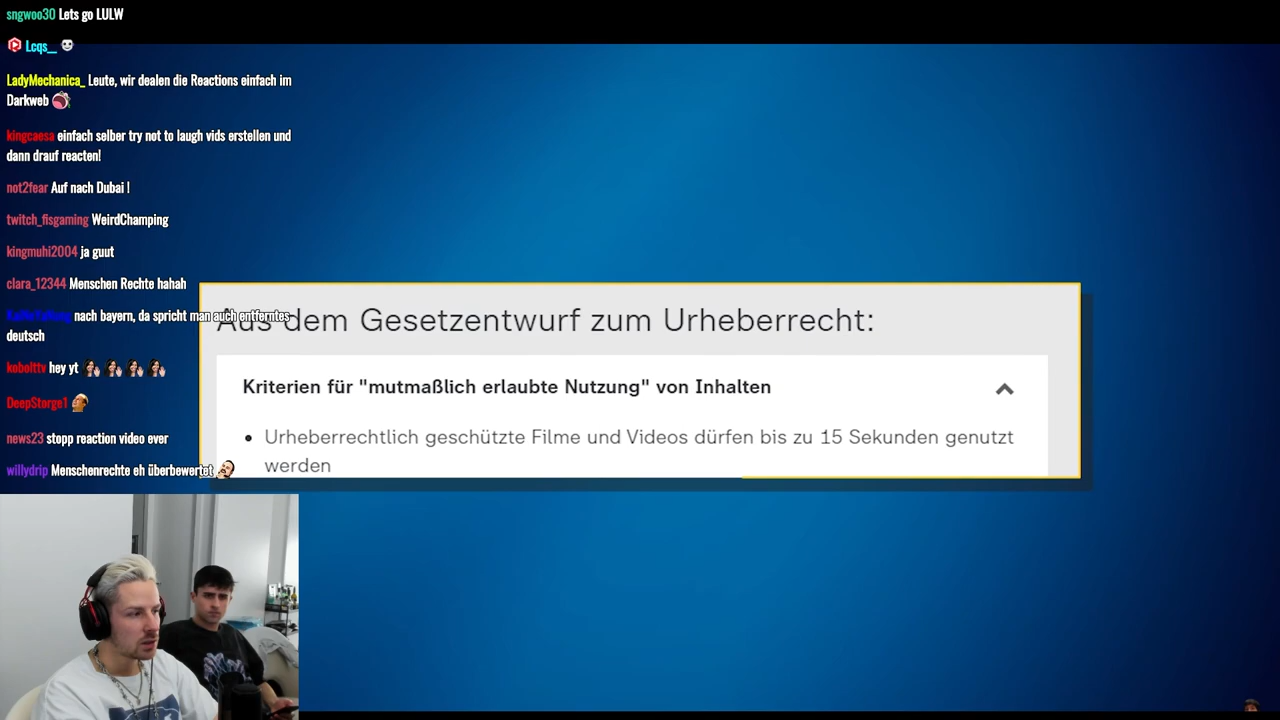 sngwoo30 Lets go LULW
Lcqs__
LadyMechanica_ Leute, wir dealen die Reactions einfach im
Darkweb
kingcaesa einfach selber try not to laugh vids erstellen und
dann drauf reacten!
not2fear Auf nach Dubai !
twitch_fisgaming WeirdChamping
kingmuhi2004 ja guut
clara_12344 Menschen Rechte hahah
nach bayern, da spricht man auch entferntes
deutsch
kobolttv hey yt
DeepStorge1
news23 stopp reaction video ever
willydrip Menschenrechte eh überbewertet
Aus dem Gesetzentwurf zum Urheberrecht:
Kriterien für "mutmaßlich erlaubte Nutzung" von Inhalten
• Urheberrechtlich geschützte Filme und Videos dürfen bis zu 15 Sekunden genutzt
werden